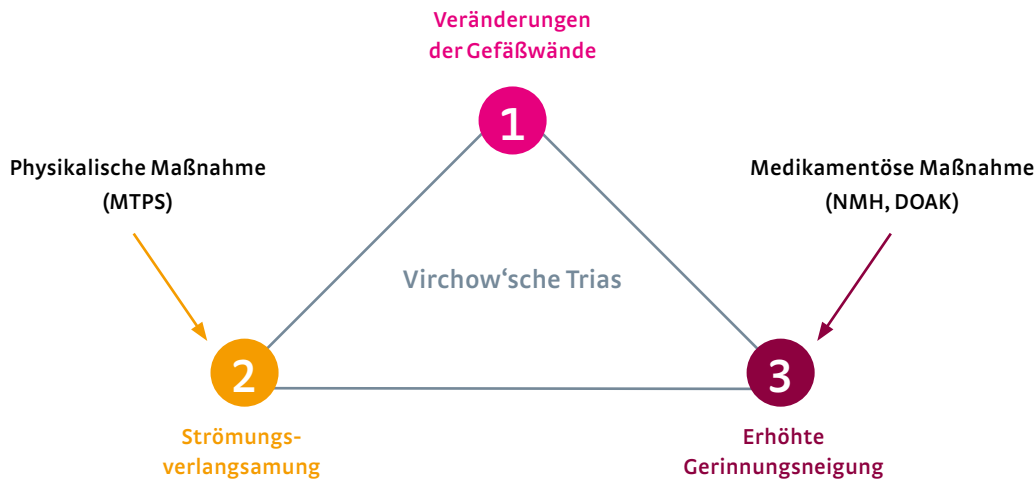 Veränderungen
der Gefäßwände
1
Physikalische Maßnahme
(MTPS)
Medikamentöse Maßnahme
(NMH, DOAK)
Virchow‘sche Trias
2
3
Strömungs-
verlangsamung
Erhöhte
Gerinnungsneigung